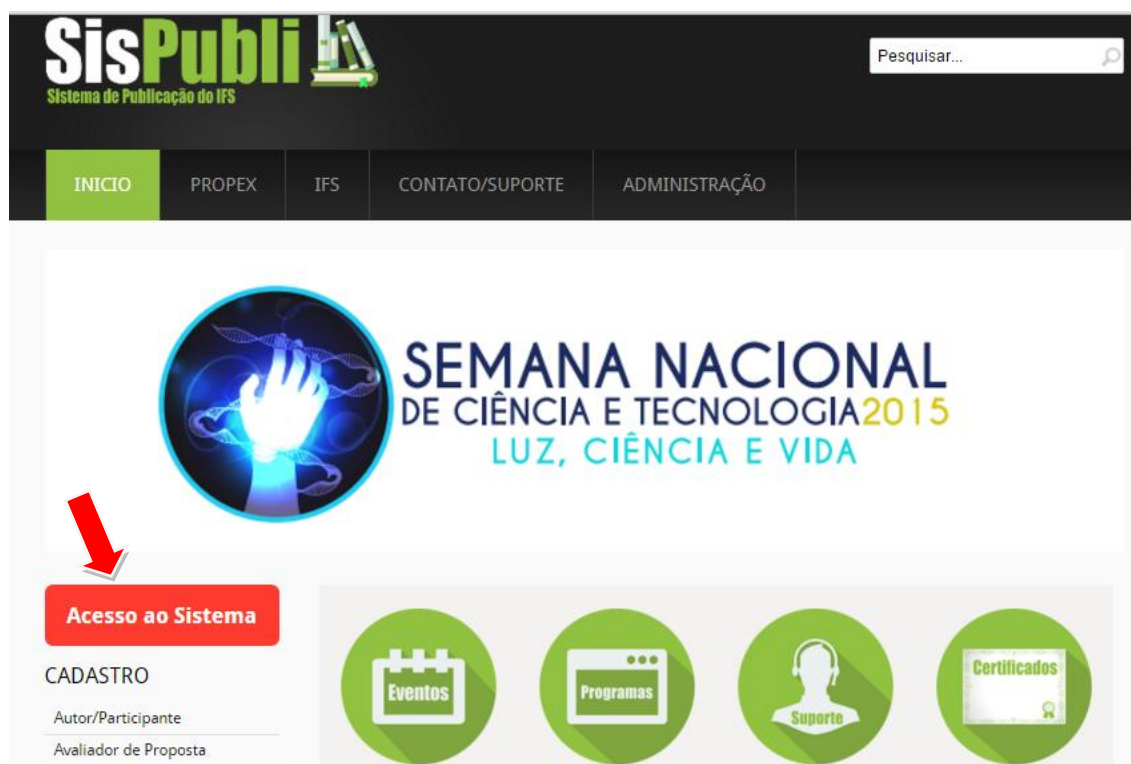 SisPubli
Sistema de Publicação do IFS
Pesquisar...
INICIO PROPEX IFS CONTATO/SUPORTE ADMINISTRAÇÃO
SEMANA NACIONAL
DE CIÊNCIA E TECNOLOGIA2015
LUZ, CIÊNCIA E VIDA
Acesso ao Sistema
CADASTRO
Autor/Participante
Avaliador de Proposta
Eventos
Programas
Suporte
Certificados